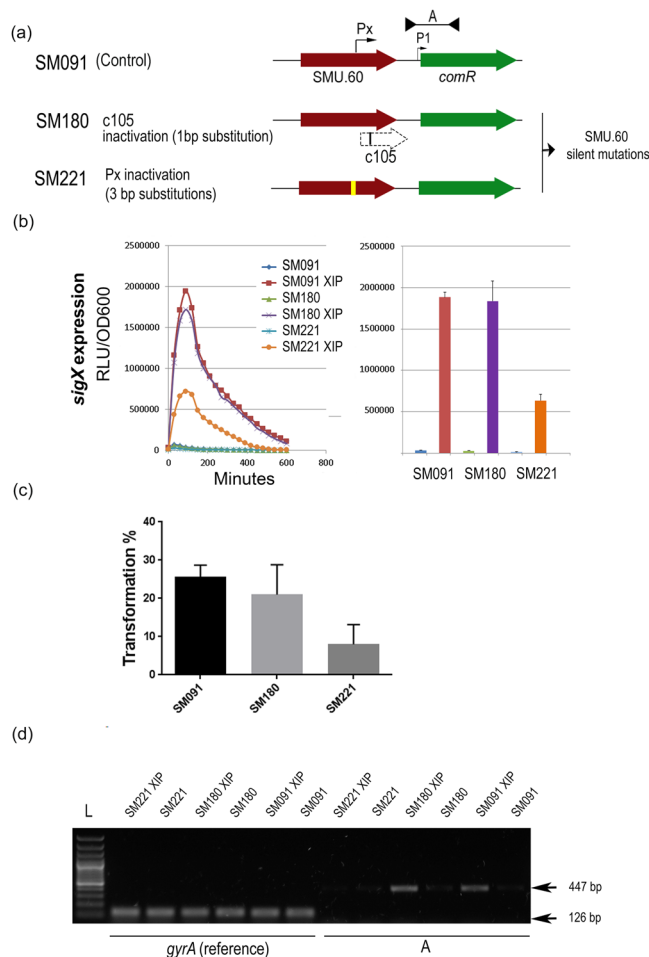 (a)
A
Px
P1
SM091 (Control)
SMU.60
comR
SM180 c105
inactivation (1bp substitution)
c105
SMU.60
silent mutations
SM221 Px inactivation
(3 bp substitutions)
(b)
sigX expression
RLU/OD600
2500000
2000000
1500000
1000000
500000
0
0
200
400
600
800
Minutes
SM091
SM091 XIP
SM180
SM180 XIP
SM221
SM221 XIP
2500000
2000000
1500000
1000000
500000
0
SM091
SM180
SM221
(c)
Transformation %
40
30
20
10
0
SM091
SM180
SM221
(d)
L
SM221 XIP
SM221
SM180 XIP
SM180
SM091 XIP
SM091
SM221 XIP
SM221
SM180 XIP
SM180
SM091 XIP
SM091
447 bp
126 bp
gyrA (reference)
A